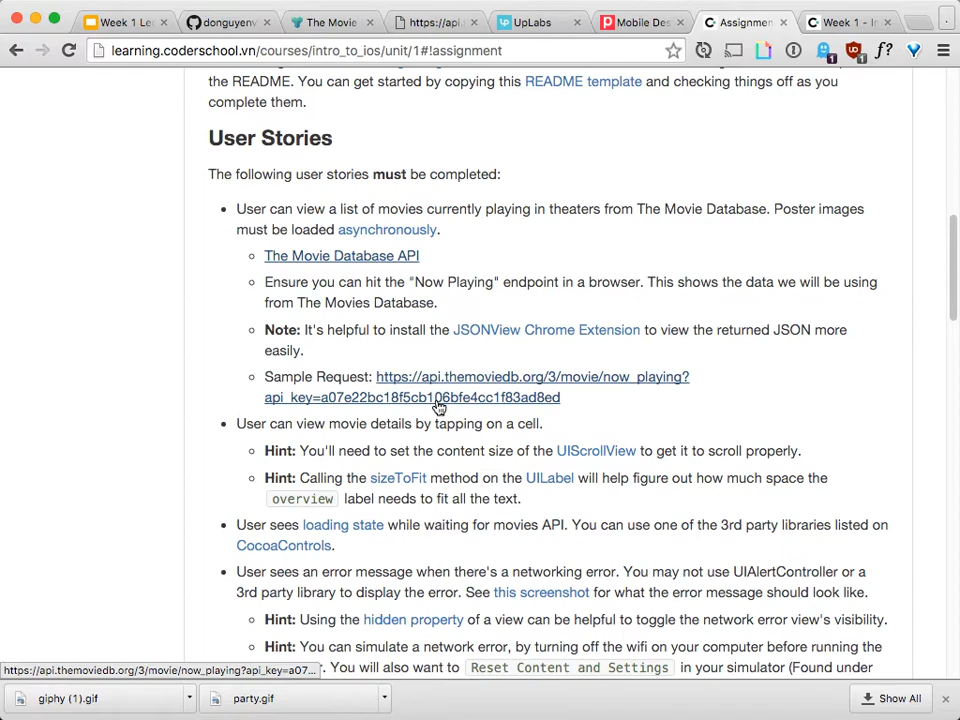 Week 1 Le
donguyenv
The Movie
https://api.
UpLabs
Mobile Des
Assignmen
Week 1 - I
learning.coderschool.vn/courses/intro_to_ios/unit/1#!assignment
the README. You can get started by copying this README template and checking things off as you
complete them.
User Stories
The following user stories must be completed:
User can view a list of movies currently playing in theaters from The Movie Database. Poster images
must be loaded asynchronously.
The Movie Database API
Ensure you can hit the "Now Playing" endpoint in a browser. This shows the data we will be using
from The Movies Database.
Note: It's helpful to install the JSONView Chrome Extension to view the returned JSON more
easily.
Sample Request: https://api.themoviedb.org/3/movie/now_playing?
api_key=a07e22bc18f5cb106bfe4cc1f83ad8ed
User can view movie details by tapping on a cell.
Hint: You'll need to set the content size of the UIScrollView to get it to scroll properly.
Hint: Calling the sizeToFit method on the UILabel will help figure out how much space the
overview label needs to fit all the text.
User sees loading state while waiting for movies API. You can use one of the 3rd party libraries listed on
CocoaControls.
User sees an error message when there's a networking error. You may not use UIAlertController or a
3rd party library to display the error. See this screenshot for what the error message should look like.
Hint: Using the hidden property of a view can be helpful to toggle the network error view's visibility.
Hint: You can simulate a network error, by turning off the wifi on your computer before running the
https://api.themoviedb.org/3/movie/now_playing?api_key=a07...
r. You will also want to Reset Content and Settings in your simulator (Found under
giphy (1).gif
party.gif
Show All